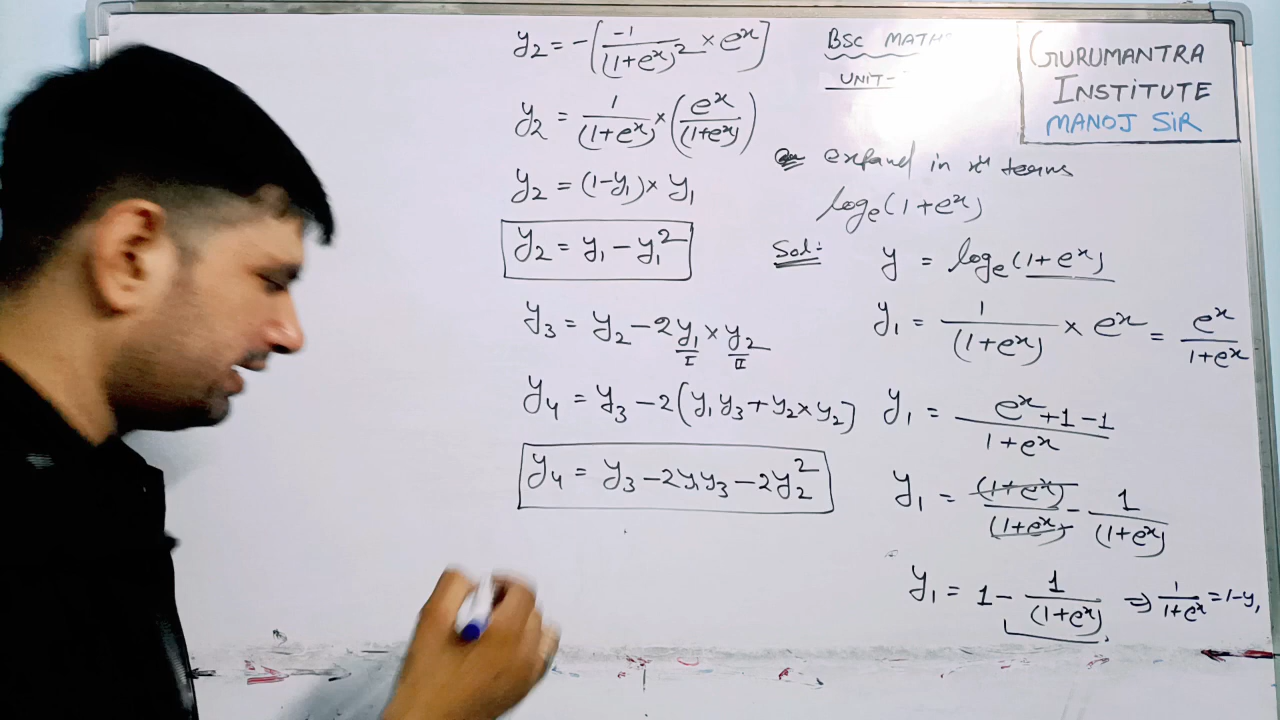 GURUMANTRA
INSTITUTE
MANOJ SIR
BSC MATH
UNIT-
expand in xⁿ terms
logₑ(1+eˣ)
Sol:
y = logₑ(1+eˣ)
y₁ = 1/(1+eˣ) × eˣ = eˣ/1+eˣ
y₁ = eˣ+1-1/1+eˣ
y₁ = (1+eˣ)/(1+eˣ) - 1/(1+eˣ)
y₁ = 1 - 1/(1+eˣ) ⇒ 1/1+eˣ = 1-y₁
y₂ = -[-1/(1+eˣ)² × eˣ]
y₂ = 1/(1+eˣ) × (eˣ/(1+eˣ))
y₂ = (1-y₁) × y₁
y₂ = y₁ - y₁²
y₃ = y₂ - 2y₁ × y₂
I II
y₄ = y₃ - 2(y₁y₃ + y₂×y₂]
y₄ = y₃ - 2y₁y₃ - 2y₂²